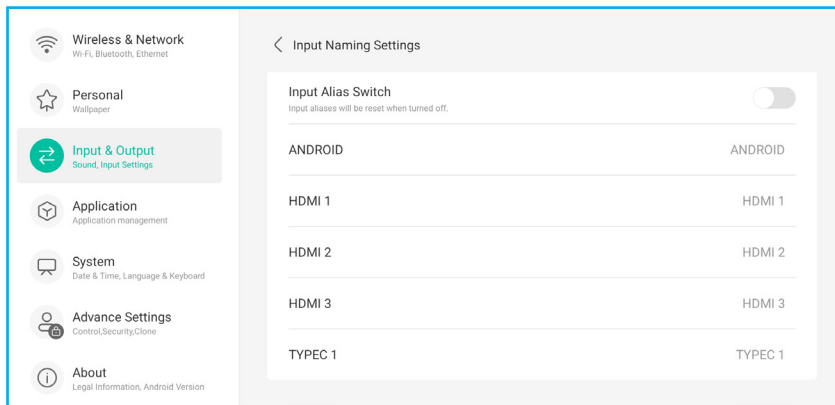 Wireless & Network
Wi-Fi, Bluetooth, Ethernet
Personal
Wallpaper
Input & Output
Sound, Input Settings
Application
Application management
System
Date & Time, Language & Keyboard
Advance Settings
Control,Security,Clone
About
Legal Information, Android Version
Input Naming Settings
Input Alias Switch
Input aliases will be reset when turned off.
ANDROID ANDROID
HDMI 1 HDMI 1
HDMI 2 HDMI 2
HDMI 3 HDMI 3
TYPEC 1 TYPEC 1